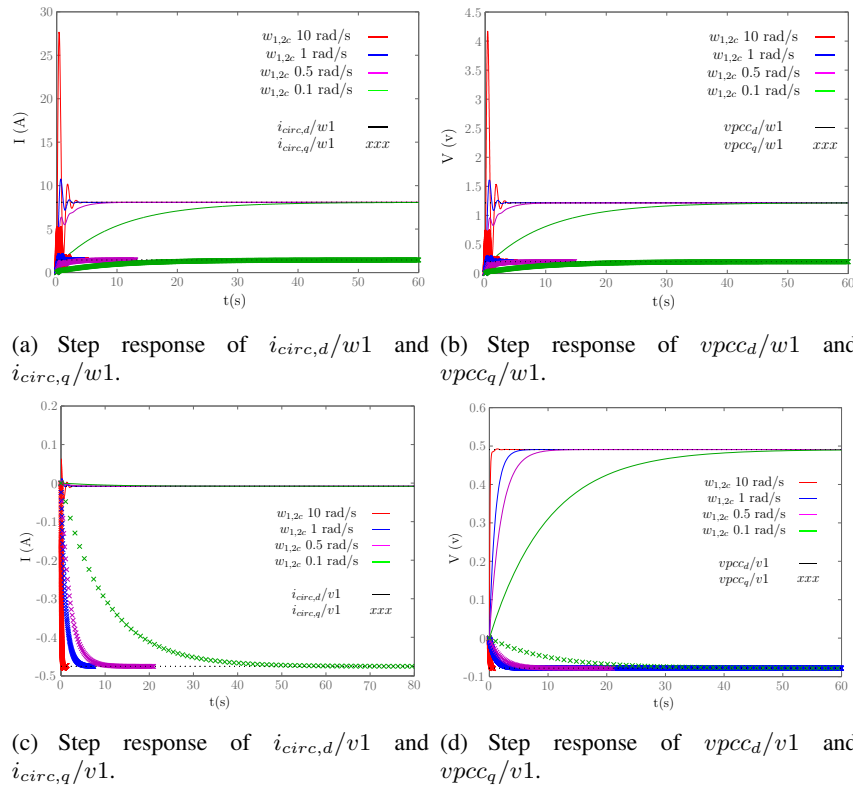 30
25
20
15
10
5
0
I (A)
0 10 20 30 40 50 60
t(s)
w1,2c 10 rad/s
w1,2c 1 rad/s
w1,2c 0.5 rad/s
w1,2c 0.1 rad/s
icirc,d/w1
icirc,q/w1 xxx
4.5
4
3.5
3
2.5
2
1.5
1
0.5
0
V (v)
0 10 20 30 40 50 60
t(s)
w1,2c 10 rad/s
w1,2c 1 rad/s
w1,2c 0.5 rad/s
w1,2c 0.1 rad/s
vpccd/w1
vpccq/w1 xxx
(a) Step response of icirc,d/w1 and
icirc,q/w1.
(b) Step response of vpccd/w1 and
vpccq/w1.
0.2
0.1
0
-0.1
-0.2
-0.3
-0.4
-0.5
I (A)
0 10 20 30 40 50 60 70 80
t(s)
w1,2c 10 rad/s
w1,2c 1 rad/s
w1,2c 0.5 rad/s
w1,2c 0.1 rad/s
icirc,d/v1
icirc,q/v1 xxx
0.6
0.5
0.4
0.3
0.2
0.1
0
-0.1
V (v)
0 10 20 30 40 50 60
t(s)
w1,2c 10 rad/s
w1,2c 1 rad/s
w1,2c 0.5 rad/s
w1,2c 0.1 rad/s
vpccd/v1
vpccq/v1 xxx
(c) Step response of icirc,d/v1 and
icirc,q/v1.
(d) Step response of vpccd/v1 and
vpccq/v1.